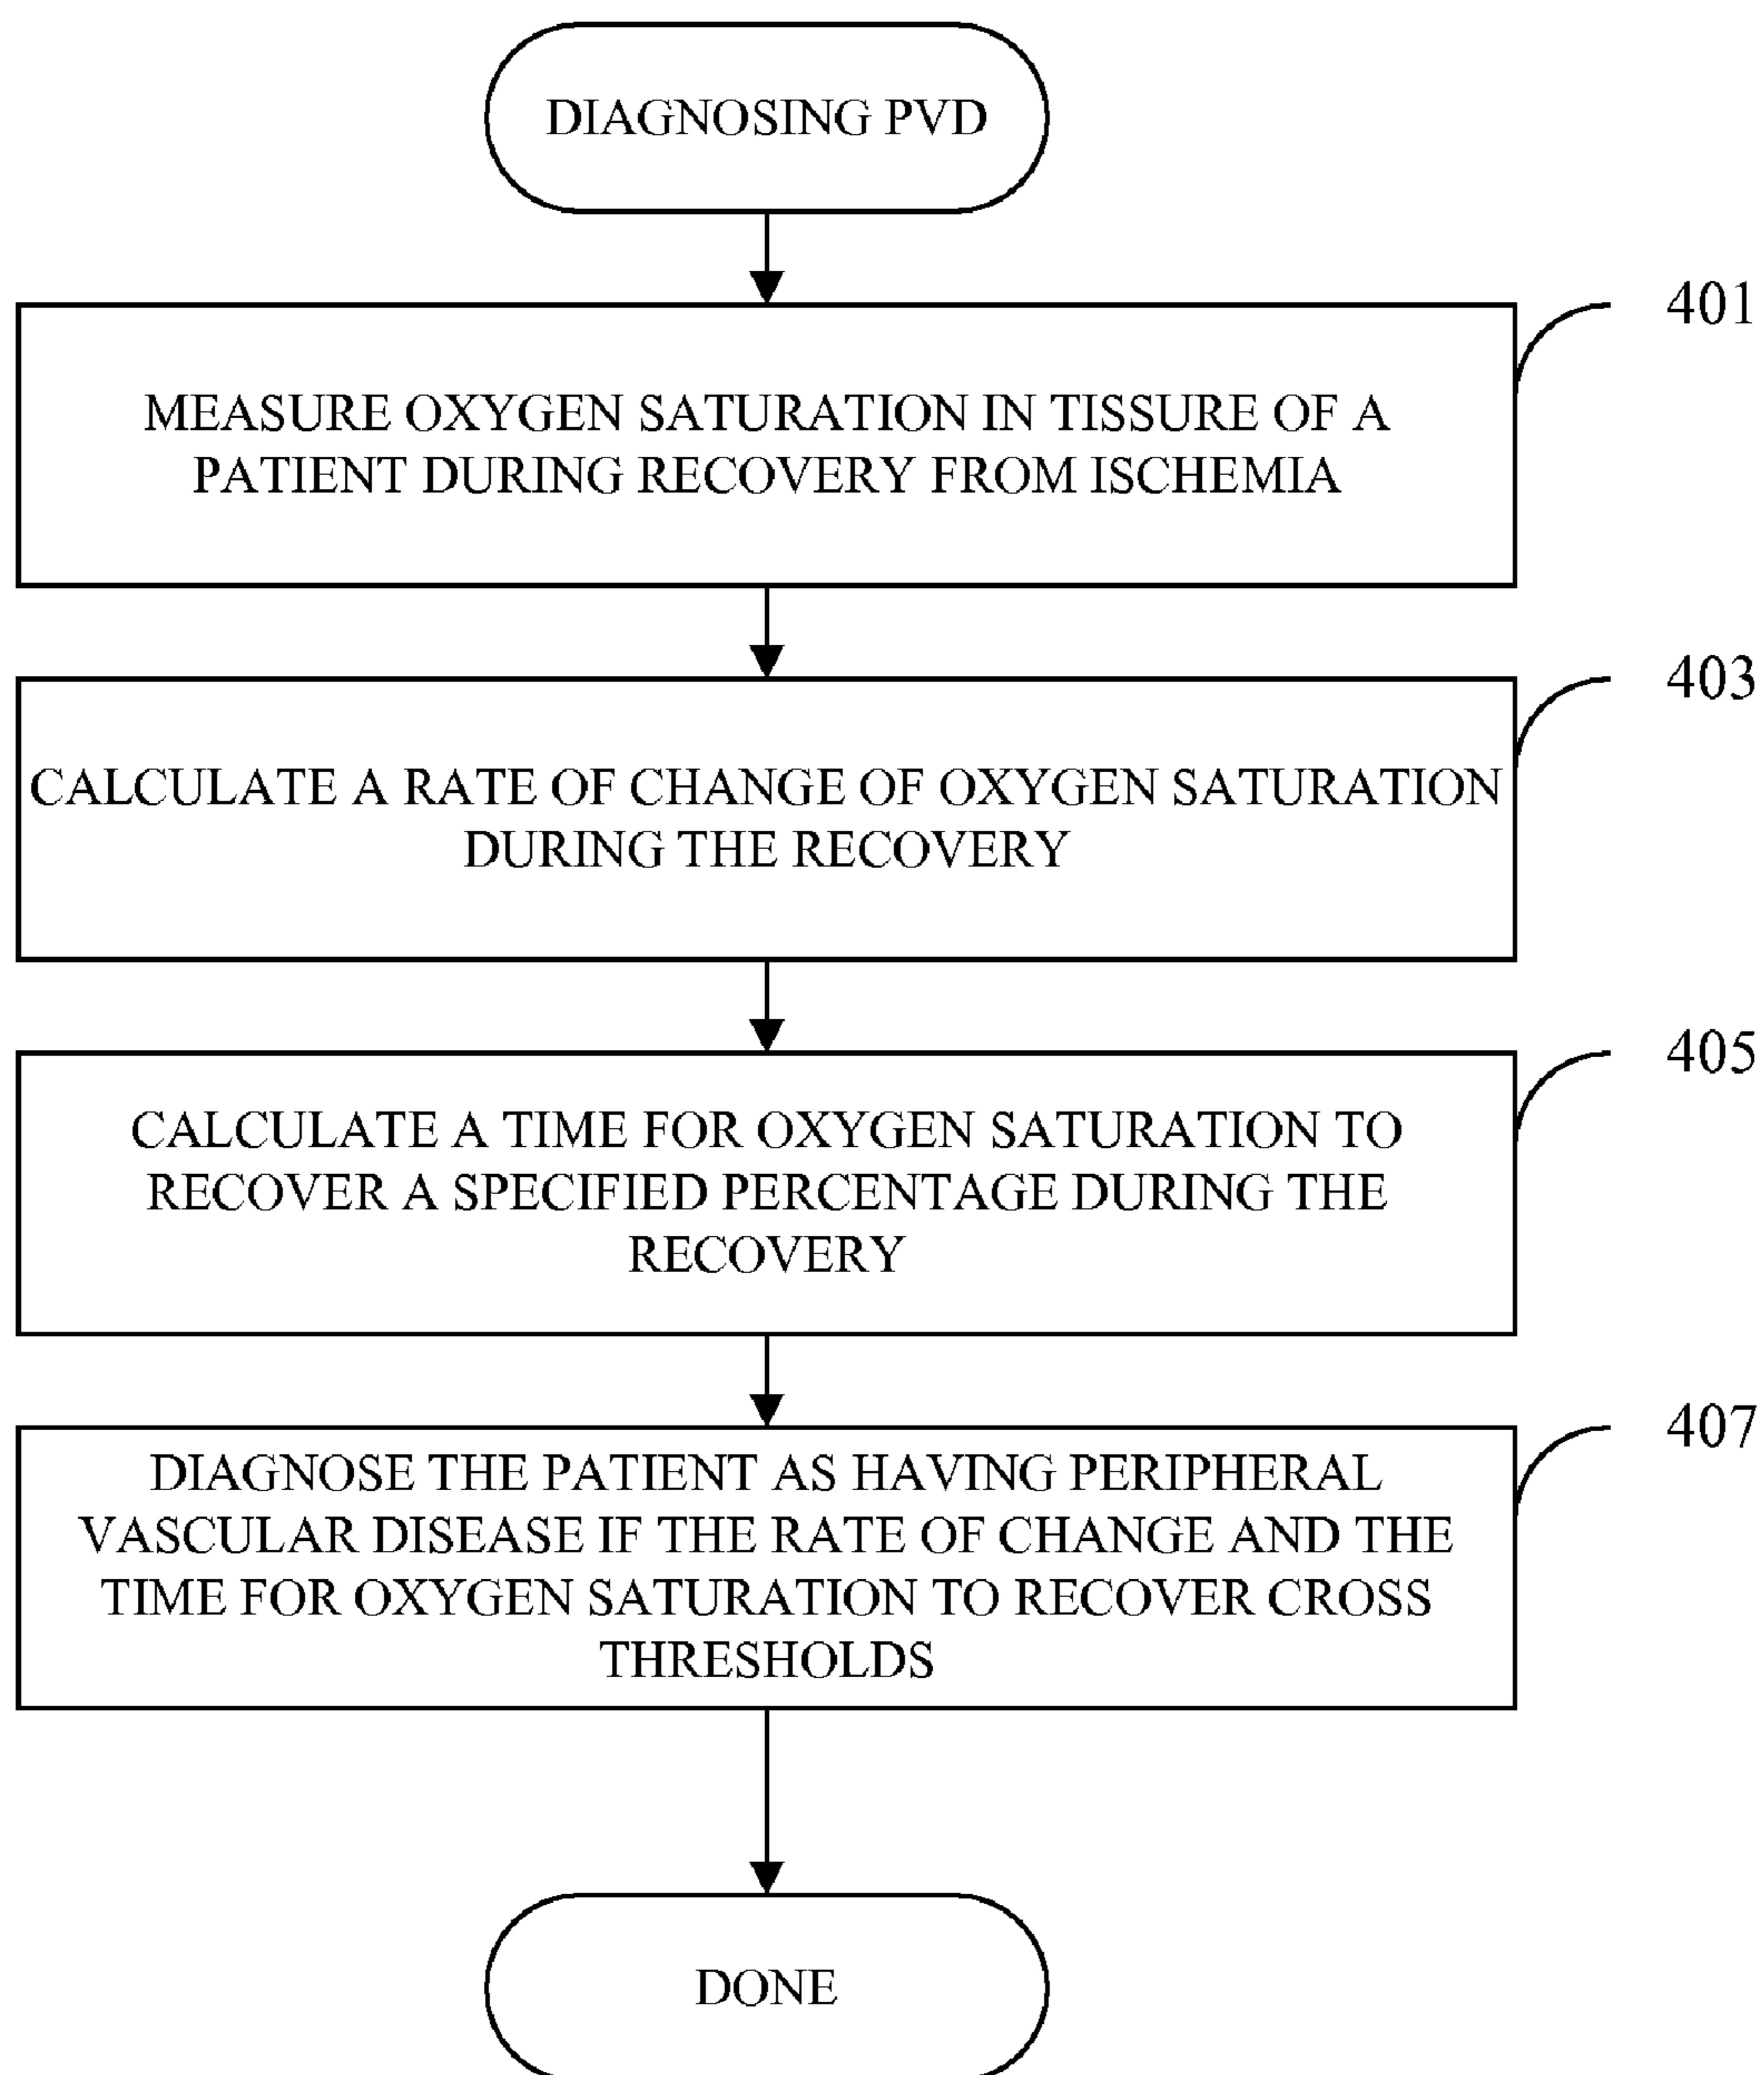 DIAGNOSING PVD
401
MEASURE OXYGEN SATURATION IN TISSURE OF A
PATIENT DURING RECOVERY FROM ISCHEMIA
403
CALCULATE A RATE OF CHANGE OF OXYGEN SATURATION
DURING THE RECOVERY
405
CALCULATE A TIME FOR OXYGEN SATURATION TO
RECOVER A SPECIFIED PERCENTAGE DURING THE
RECOVERY
407
DIAGNOSE THE PATIENT AS HAVING PERIPHERAL
VASCULAR DISEASE IF THE RATE OF CHANGE AND THE
TIME FOR OXYGEN SATURATION TO RECOVER CROSS
THRESHOLDS
DONE